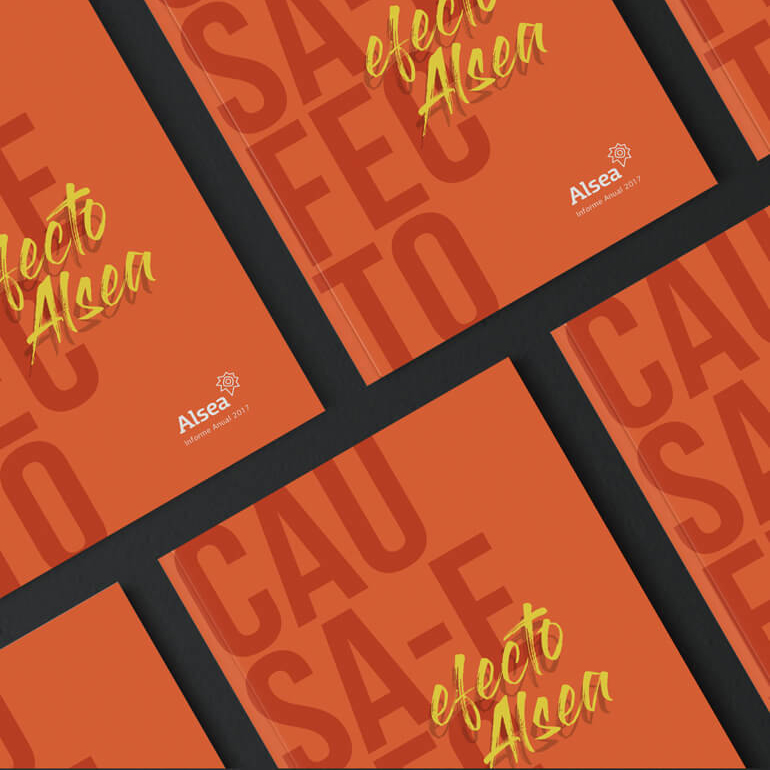 SA-
FEC
TO
efecto
Alsea
Alsea
Informe Anual 2017
efecto
Alsea
Alsea
Informe Anual 2017
CAU
SA-E
efecto
Alsea
CAU
SA